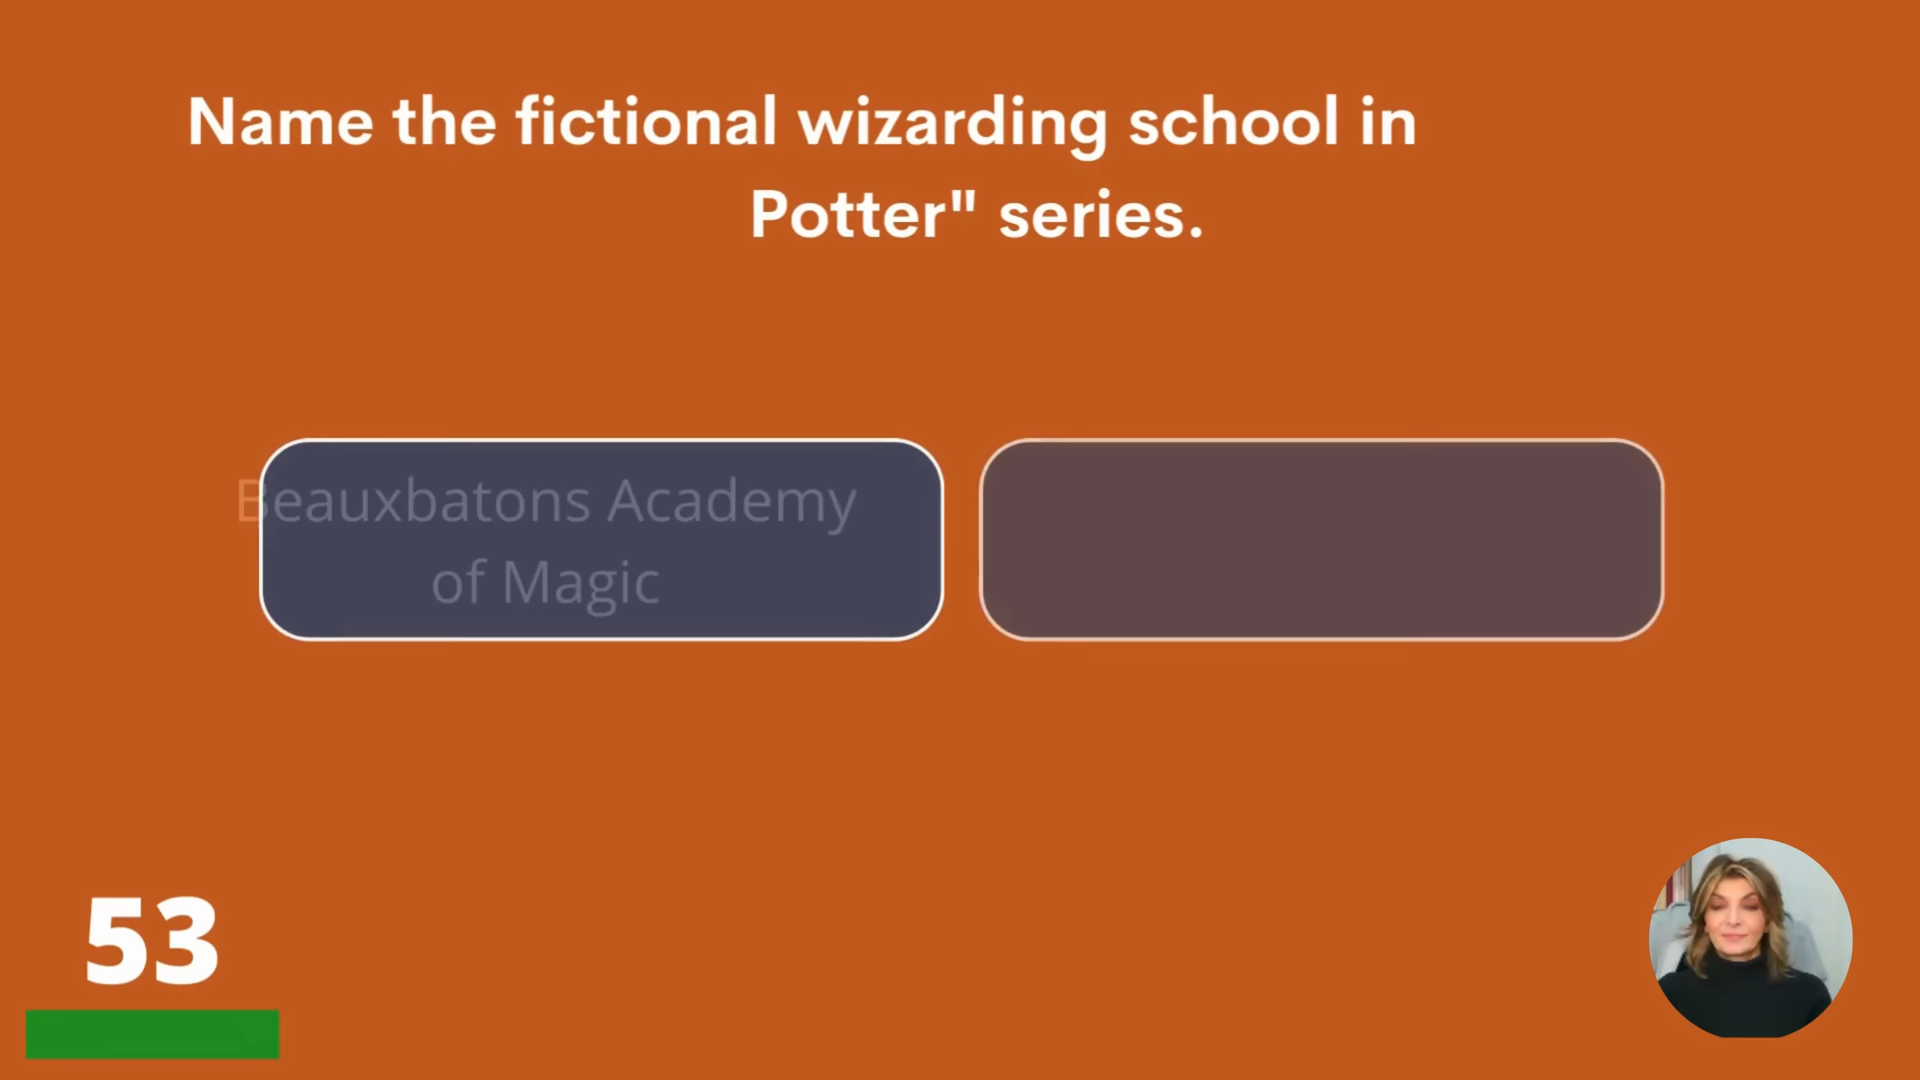 Name the fictional wizarding school in
Potter" series.
Beauxbatons Academy
of Magic
53